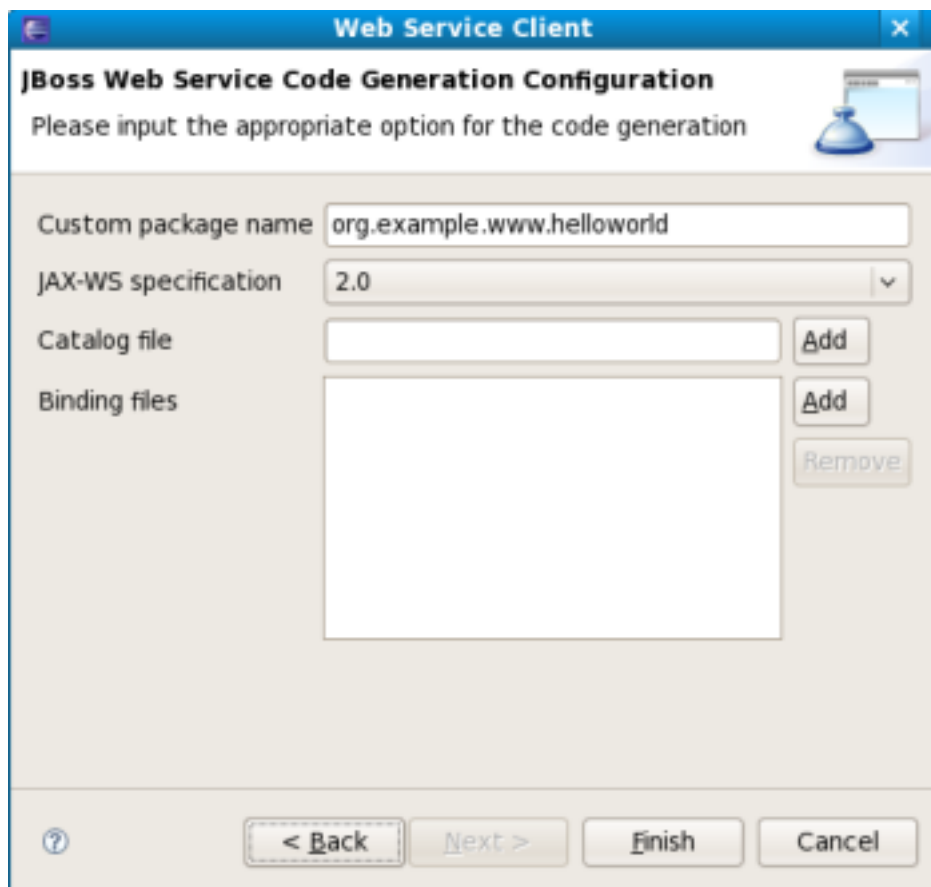 Web Service Client
JBoss Web Service Code Generation Configuration
Please input the appropriate option for the code generation
Custom package name org.example.www.helloworld
JAX-WS specification 2.0
Catalog file Add
Binding files Add
Remove
< Back Next > Finish Cancel